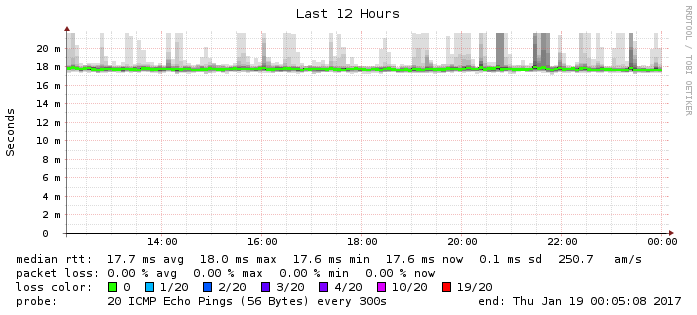 Last 12 Hours
RRDTOOL / TOBI OETIKER
Seconds
20 m
18 m
16 m
14 m
12 m
10 m
8 m
6 m
4 m
2 m
0
14:00 16:00 18:00 20:00 22:00 00:00
median rtt: 17.7 ms avg 18.0 ms max 17.6 ms min 17.6 ms now 0.1 ms sd 250.7 am/s
packet loss: 0.00 % avg 0.00 % max 0.00 % min 0.00 % now
loss color: 0 1/20 2/20 3/20 4/20 10/20 19/20
probe: 20 ICMP Echo Pings (56 Bytes) every 300s end: Thu Jan 19 00:05:08 2017